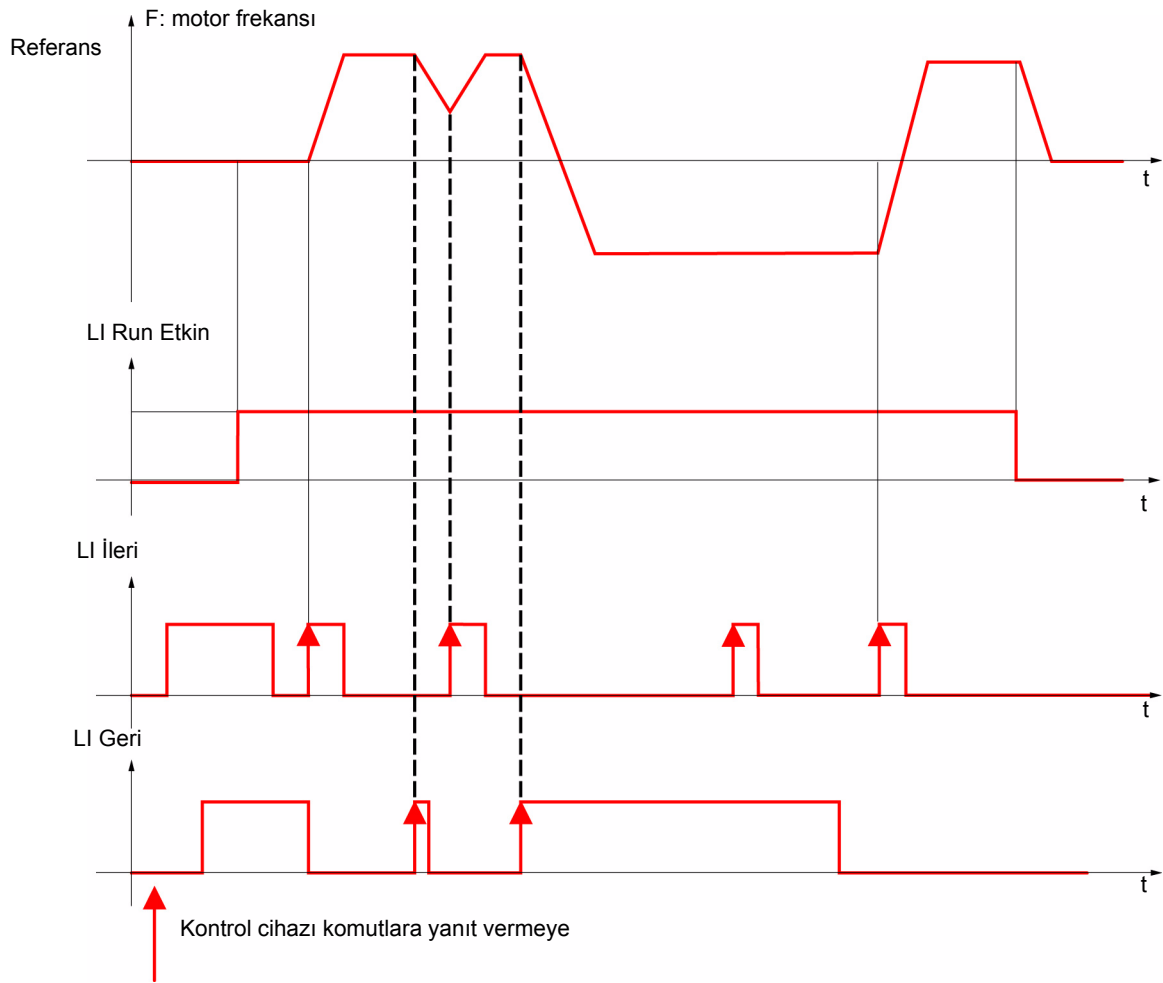 F: motor frekansı
Referans
t
LI Run Etkin
t
LI İleri
t
LI Geri
t
Kontrol cihazı komutlara yanıt vermeye